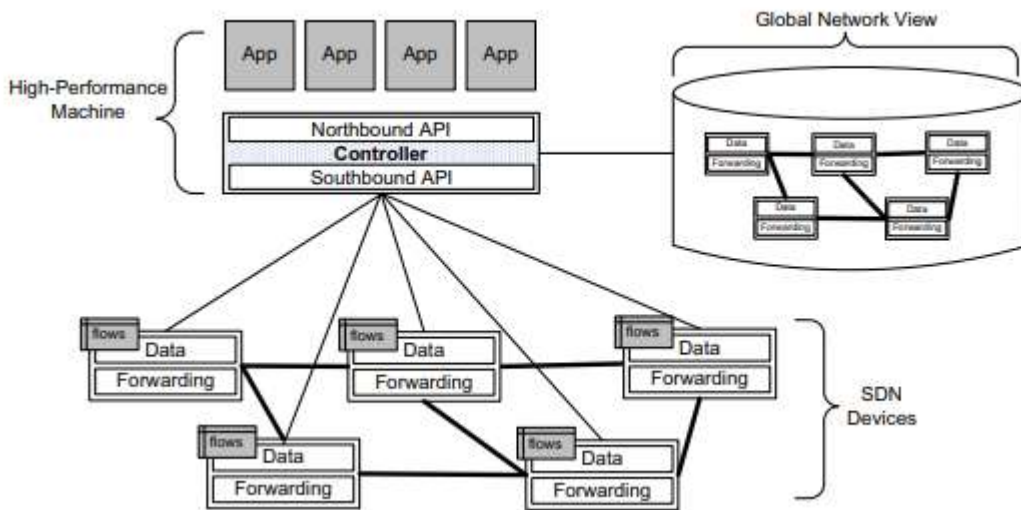 Global Network View
App App App App
High-Performance
Machine
Northbound API
Controller
Southbound API
Data Data Data
Forwarding Forwarding Forwarding
Data Data
Forwarding Forwarding
flows flows flows
Data Data Data
Forwarding Forwarding Forwarding
SDN
Devices
flows flows
Data Data
Forwarding Forwarding